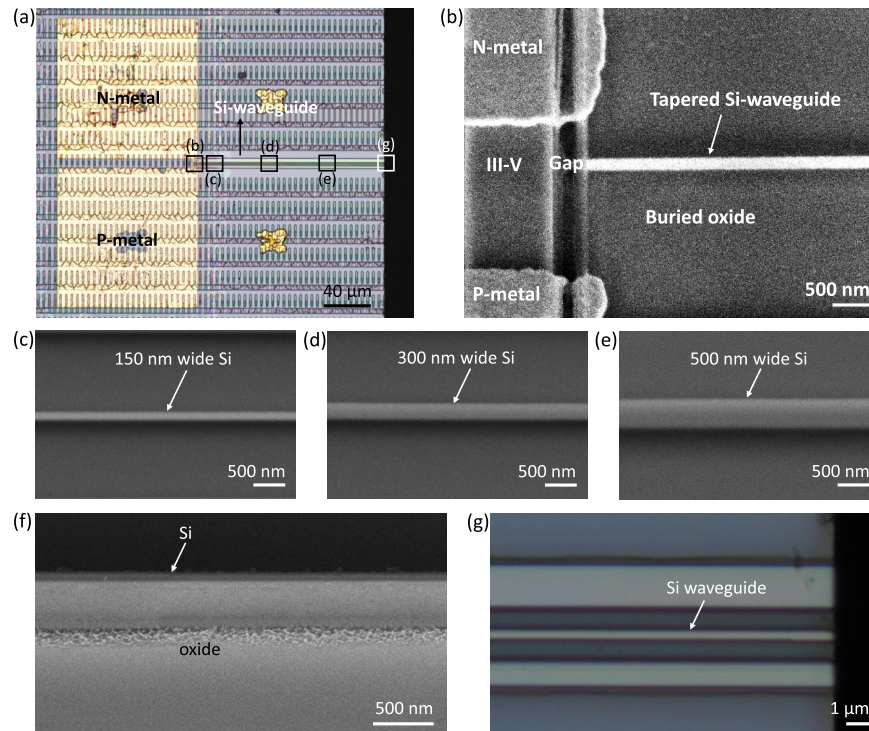 (a)
N-metal
Si-waveguide
(b)
(d)
(g)
(c)
(e)
P-metal
40 µm
(b)
N-metal
Tapered Si-waveguide
III-V
Gap
Buried oxide
P-metal
500 nm
(c)
150 nm wide Si
500 nm
(d)
300 nm wide Si
500 nm
(e)
500 nm wide Si
500 nm
(f)
Si
oxide
500 nm
(g)
Si waveguide
1 µm